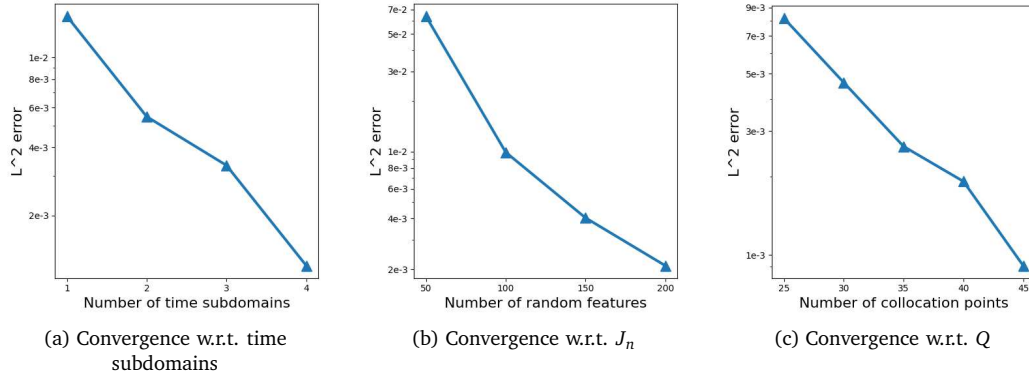 L^2 error
1e-2
8e-3
6e-3
4e-3
2e-3
1 2 3 4
Number of time subdomains
(a) Convergence w.r.t. time
subdomains
L^2 error
7e-2
3e-2
1e-2
8e-3
6e-3
4e-3
2e-3
50 100 150 200
Number of random features
(b) Convergence w.r.t. J_n
L^2 error
9e-3
7e-3
5e-3
3e-3
1e-3
25 30 35 40 45
Number of collocation points
(c) Convergence w.r.t. Q